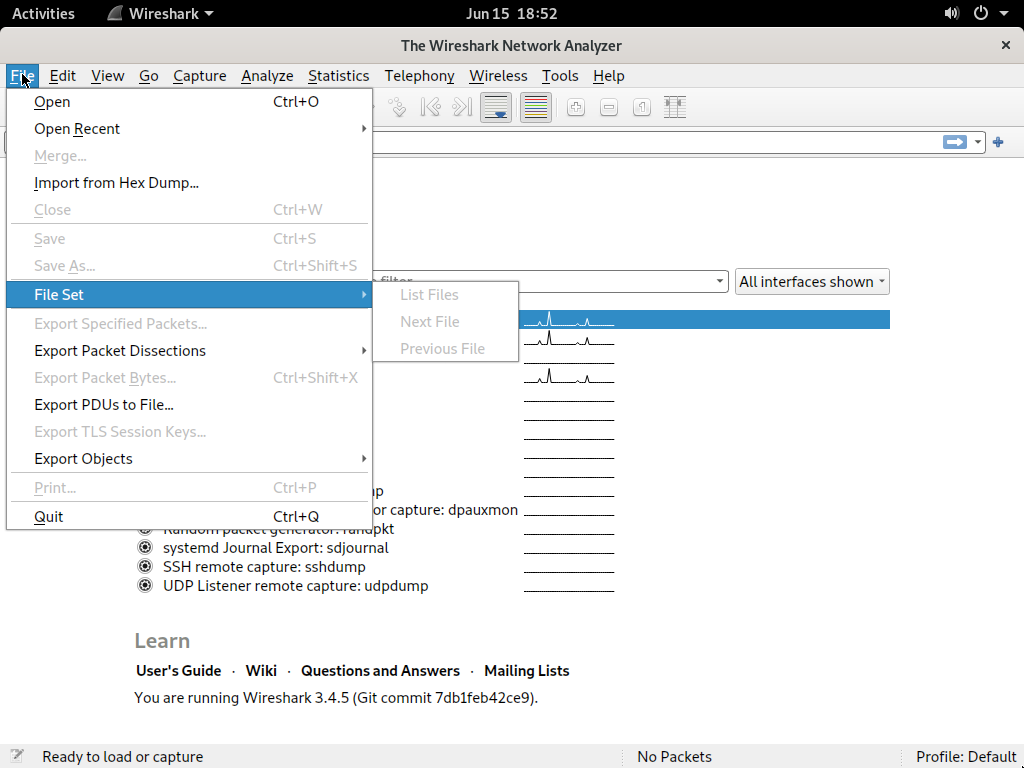 Activities Wireshark Jun 15 18:52
The Wireshark Network Analyzer
File Edit View Go Capture Analyze Statistics Telephony Wireless Tools Help
Open Ctrl+O
Open Recent
Merge...
Import from Hex Dump...
Close Ctrl+W
Save Ctrl+S
Save As... Ctrl+Shift+S
All interfaces shown
File Set
List Files
Next File
Previous File
Export Specified Packets...
Export Packet Dissections
Export Packet Bytes... Ctrl+Shift+X
Export PDUs to File...
Export TLS Session Keys...
Export Objects
Print... Ctrl+P
Quit Ctrl+Q
or capture: dpauxmon
Random packet generator: randpkt
systemd Journal Export: sdjournal
SSH remote capture: sshdump
UDP Listener remote capture: udpdump
Learn
User's Guide · Wiki · Questions and Answers · Mailing Lists
You are running Wireshark 3.4.5 (Git commit 7db1feb42ce9).
Ready to load or capture No Packets Profile: Default